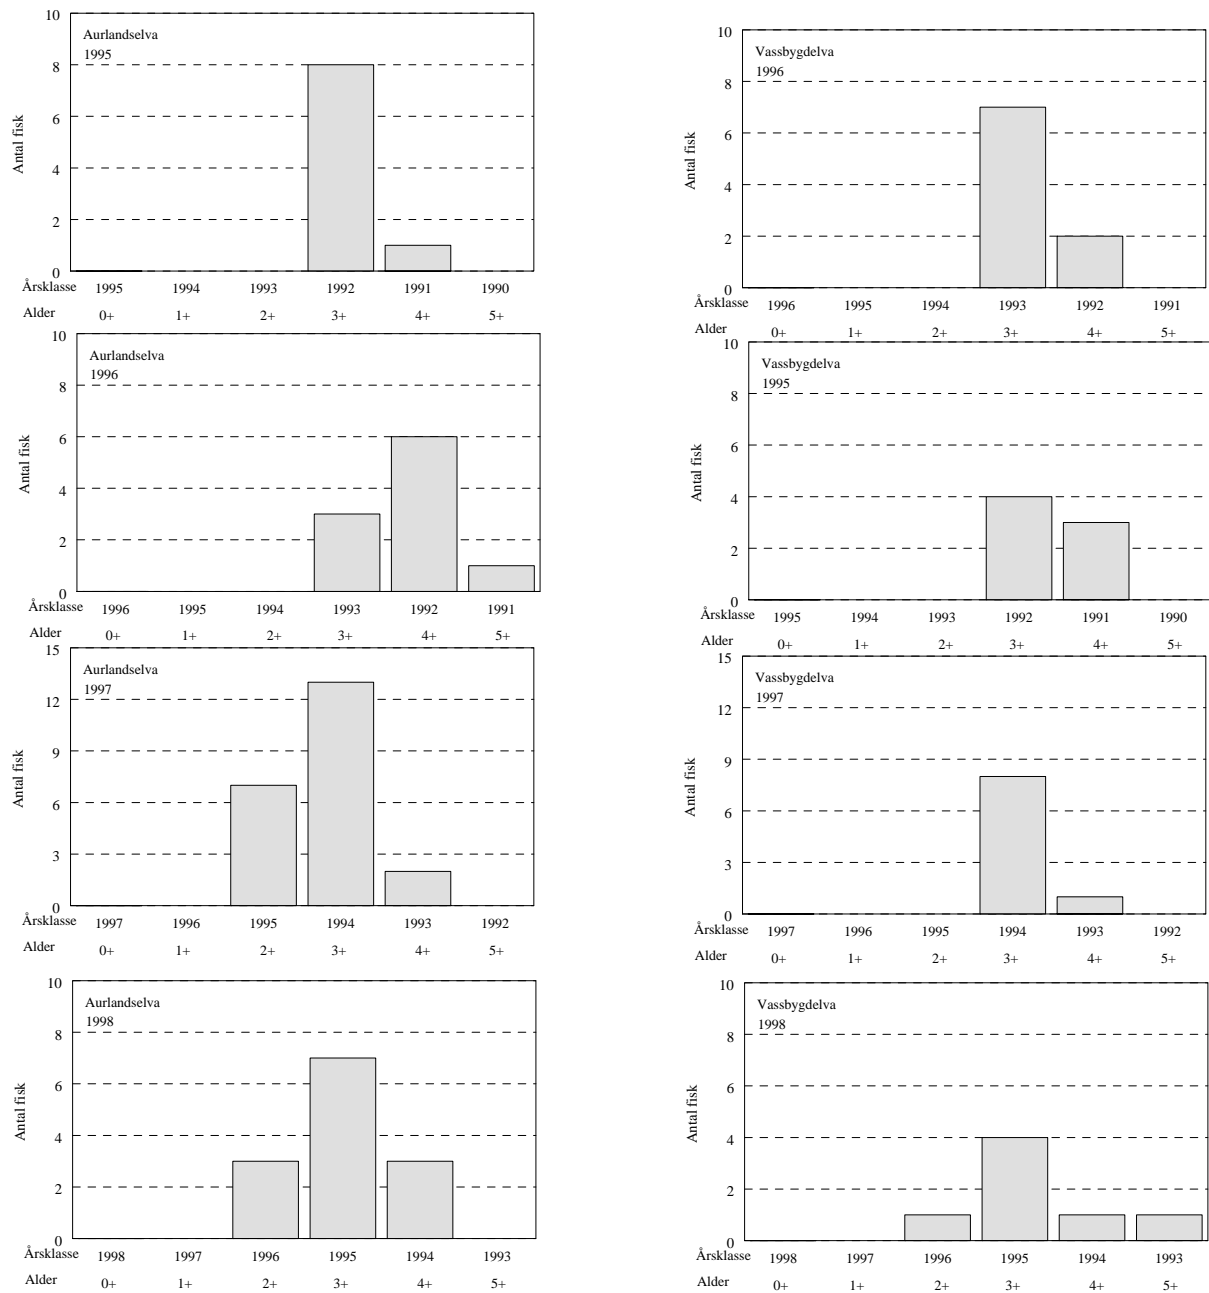 10
Aurlandselva
1995
8
6
4
2
0
Antal fisk
Årsklasse 1995 1994 1993 1992 1991 1990
Alder 0+ 1+ 2+ 3+ 4+ 5+
10
Aurlandselva
1996
8
6
4
2
0
Antal fisk
Årsklasse 1996 1995 1994 1993 1992 1991
Alder 0+ 1+ 2+ 3+ 4+ 5+
15
Aurlandselva
1997
12
9
6
3
0
Antal fisk
Årsklasse 1997 1996 1995 1994 1993 1992
Alder 0+ 1+ 2+ 3+ 4+ 5+
10
Aurlandselva
1998
8
6
4
2
0
Antal fisk
Årsklasse 1998 1997 1996 1995 1994 1993
Alder 0+ 1+ 2+ 3+ 4+ 5+
10
Vassbygdelva
1996
8
6
4
2
0
Antal fisk
Årsklasse 1996 1995 1994 1993 1992 1991
Alder 0+ 1+ 2+ 3+ 4+ 5+
10
Vassbygdelva
1995
8
6
4
2
0
Antal fisk
Årsklasse 1995 1994 1993 1992 1991 1990
Alder 0+ 1+ 2+ 3+ 4+ 5+
15
Vassbygdelva
1997
12
9
6
3
0
Antal fisk
Årsklasse 1997 1996 1995 1994 1993 1992
Alder 0+ 1+ 2+ 3+ 4+ 5+
10
Vassbygdelva
1998
8
6
4
2
0
Antal fisk
Årsklasse 1998 1997 1996 1995 1994 1993
Alder 0+ 1+ 2+ 3+ 4+ 5+